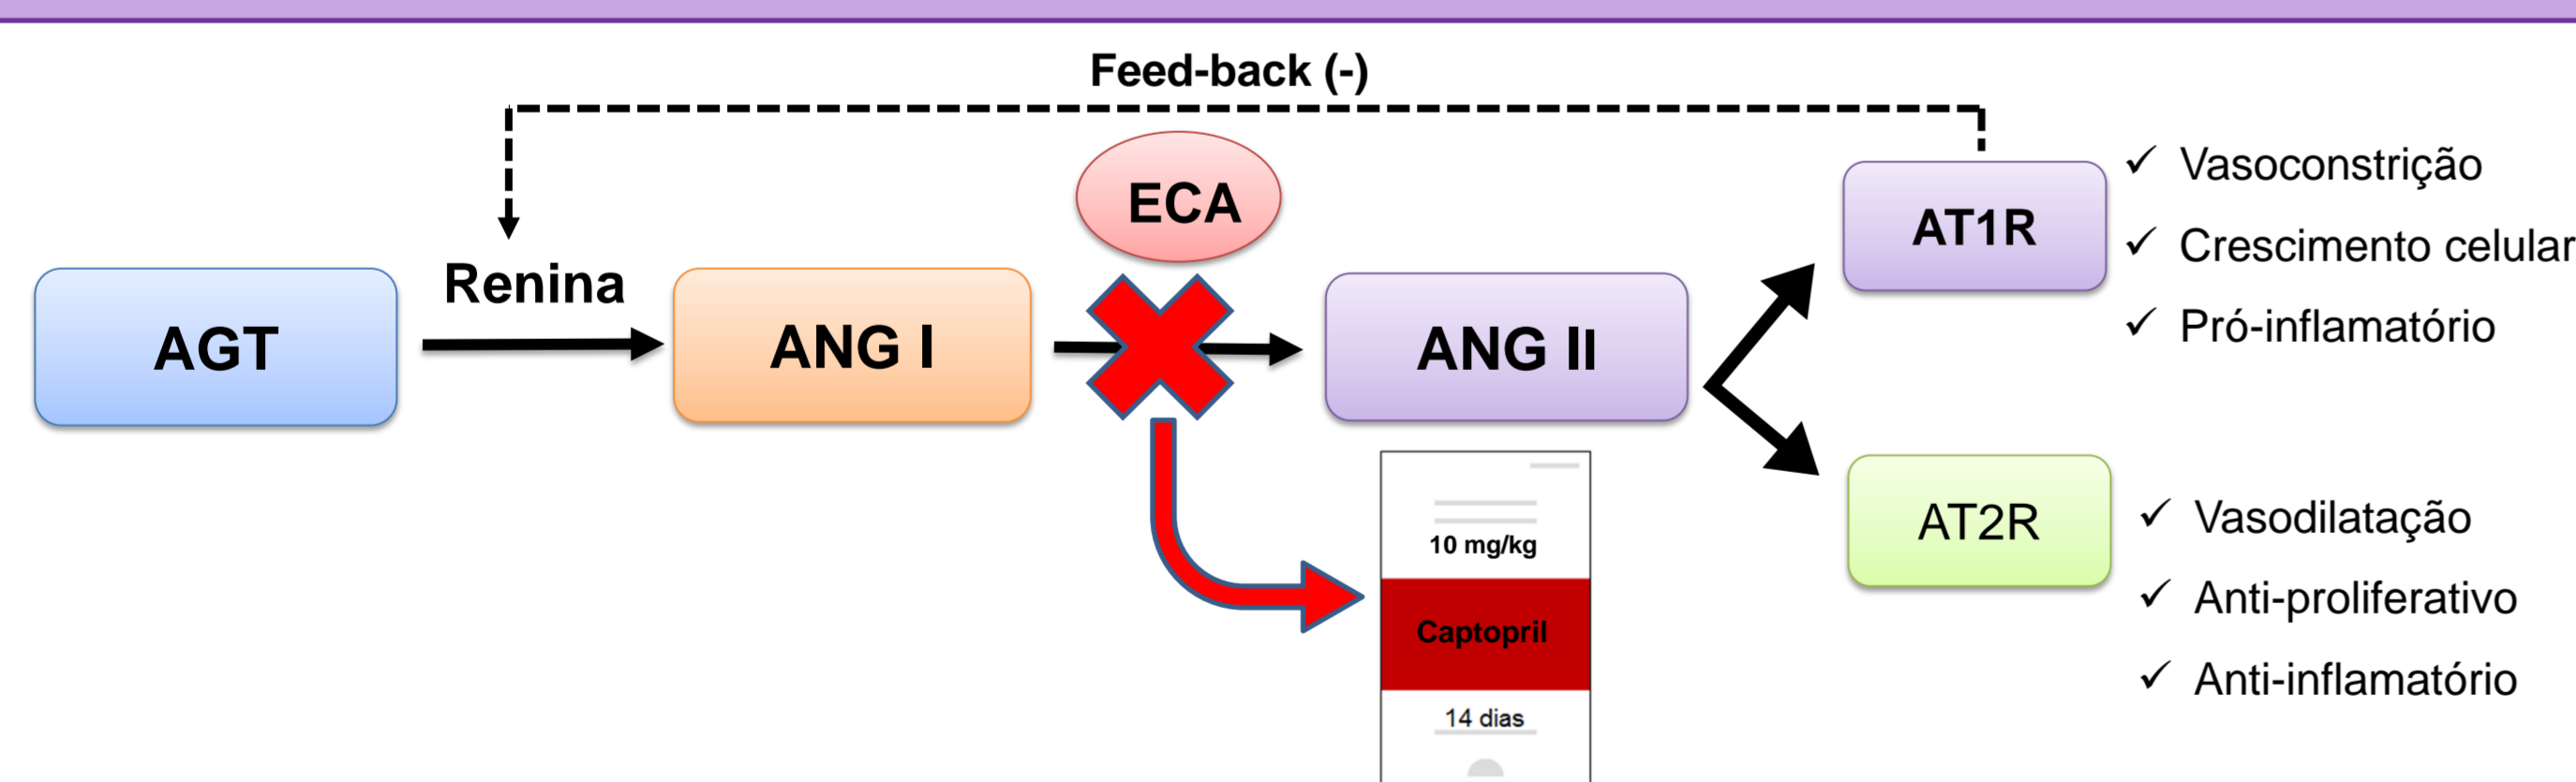 Feed-back (-)
ECA
Renina
AGT
ANG I
ANG II
AT1R
Vasoconstrição
Crescimento celular
Pró-inflamatório
AT2R
Vasodilatação
Anti-proliferativo
Anti-inflamatório
10 mg/kg
Captopril
14 dias